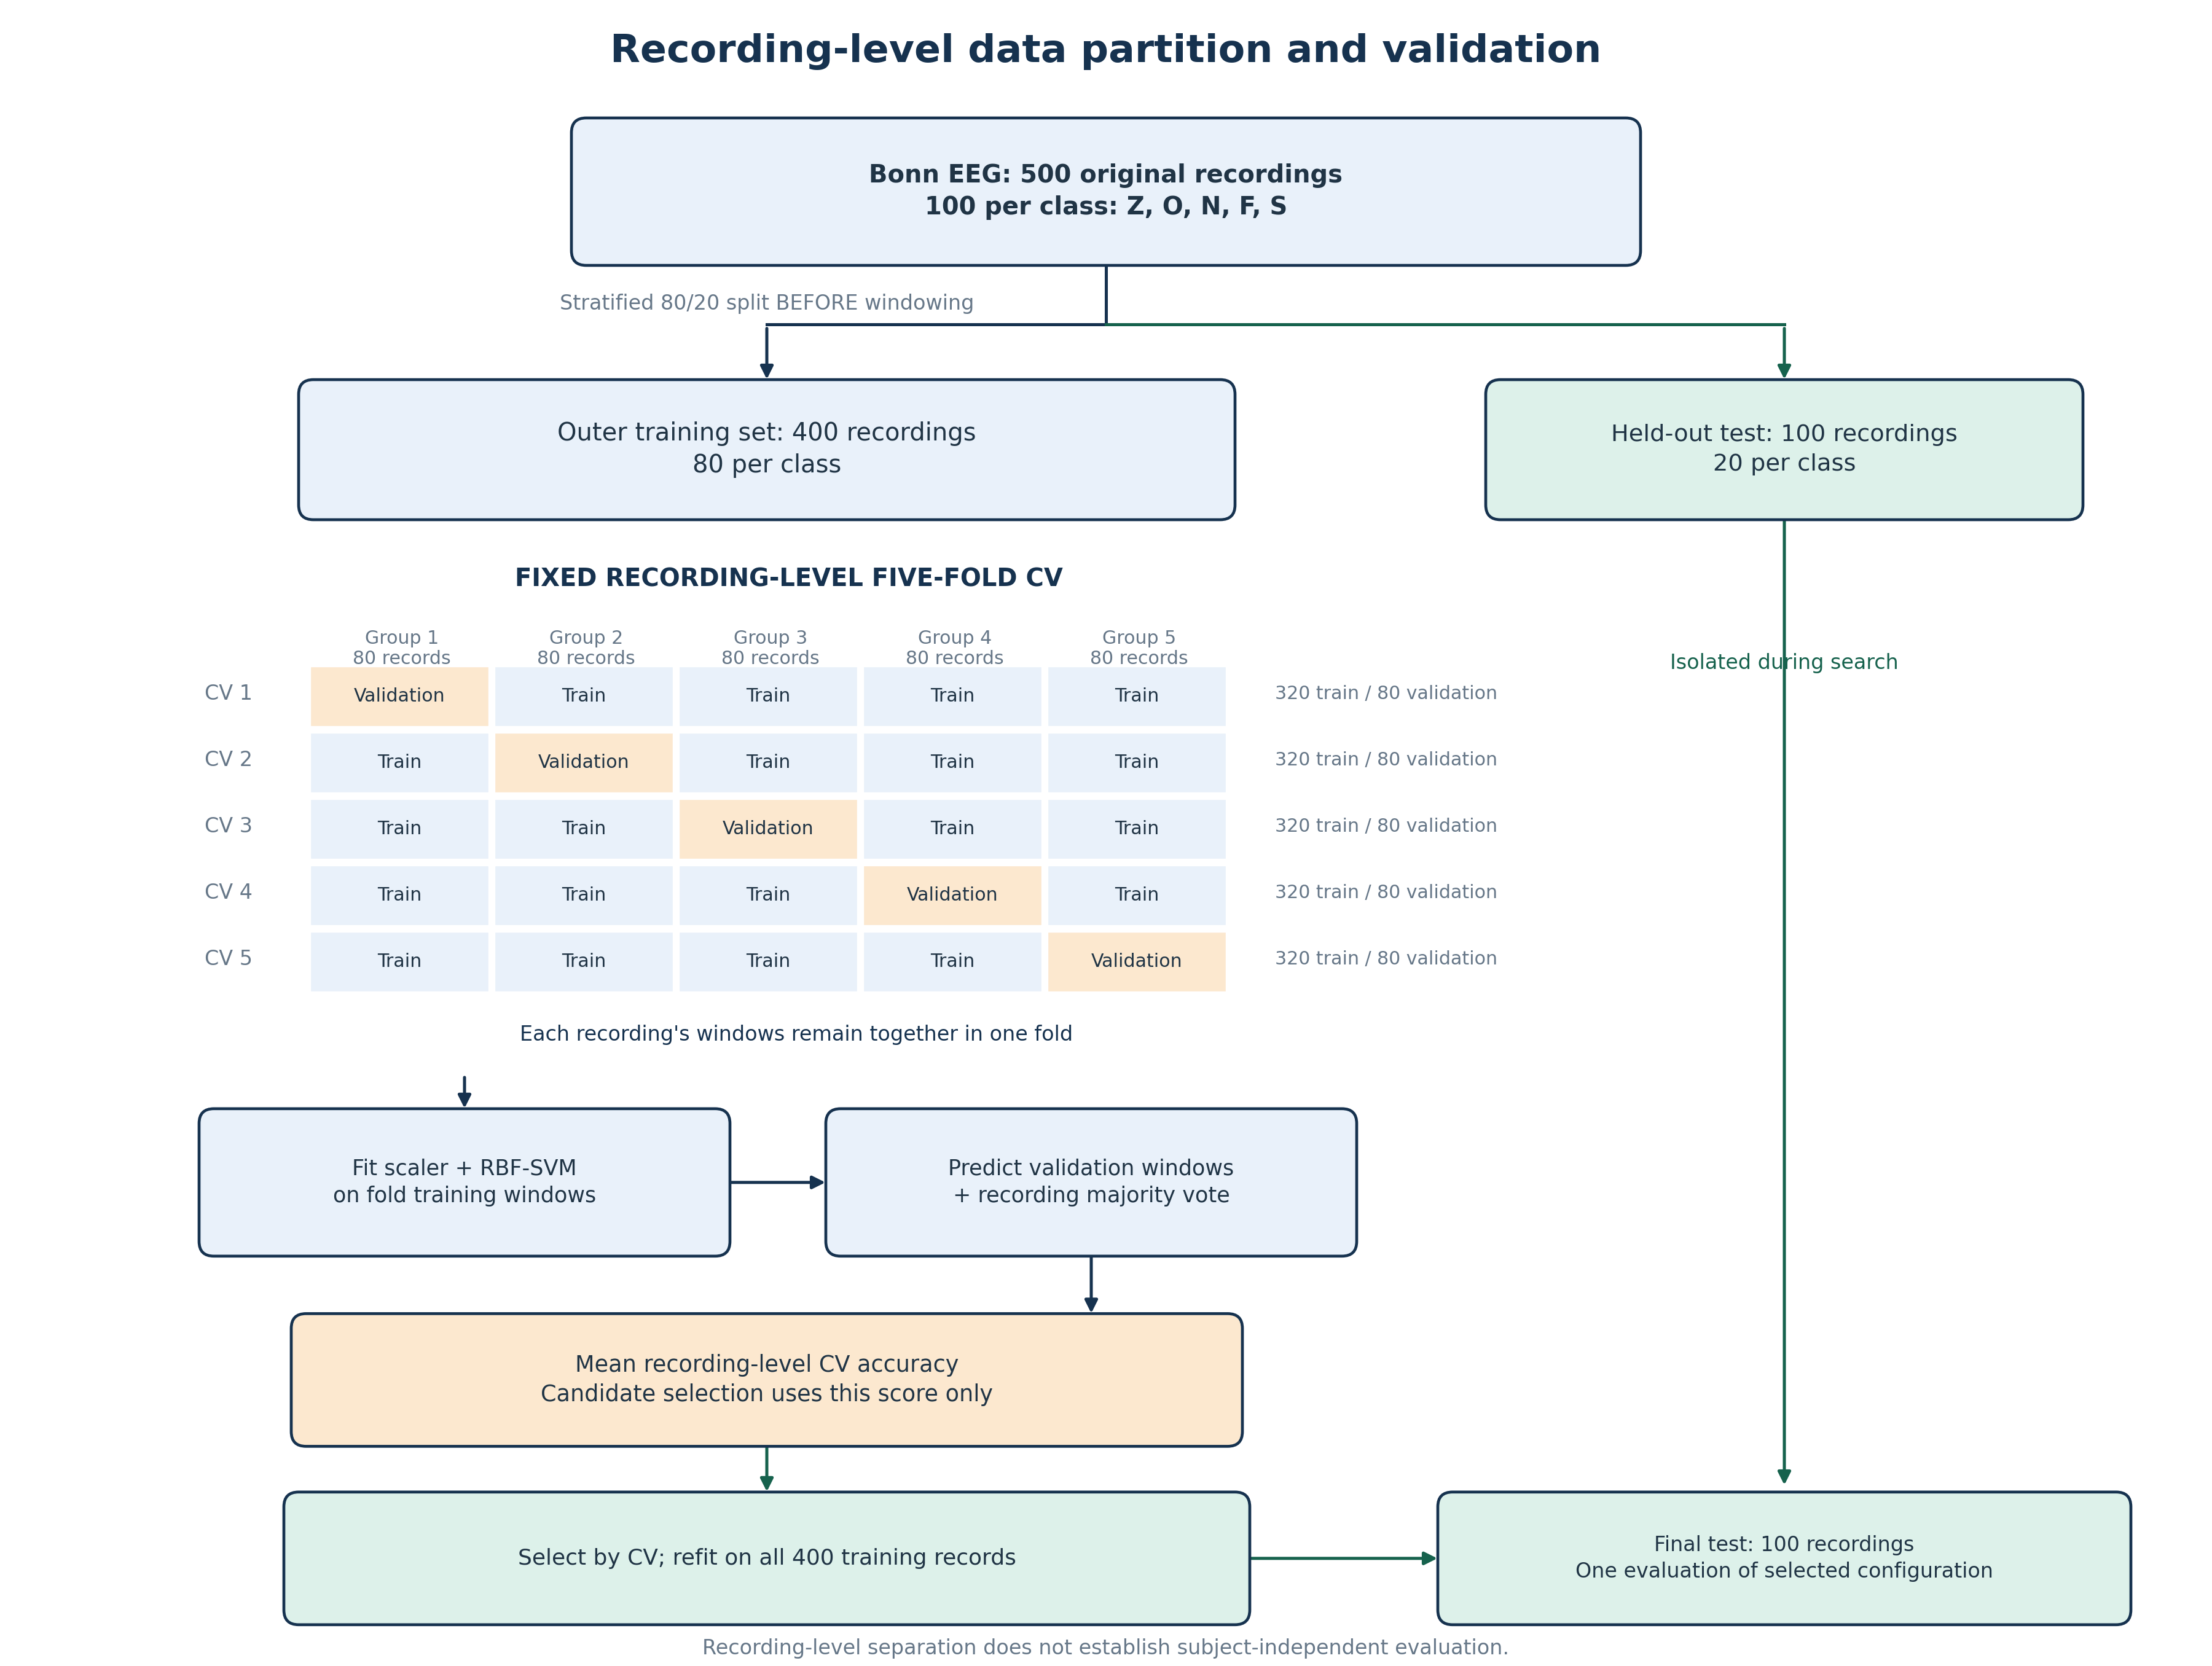 Recording-level data partition and validation
Bonn EEG: 500 original recordings
100 per class: Z, O, N, F, S
Stratified 80/20 split BEFORE windowing
Outer training set: 400 recordings
80 per class
Held-out test: 100 recordings
20 per class
FIXED RECORDING-LEVEL FIVE-FOLD CV
Group 1 Group 2 Group 3 Group 4 Group 5
80 records 80 records 80 records 80 records 80 records
Isolated during search
CV 1 Validation Train Train Train Train 320 train / 80 validation
CV 2 Train Validation Train Train Train 320 train / 80 validation
CV 3 Train Train Validation Train Train 320 train / 80 validation
CV 4 Train Train Train Validation Train 320 train / 80 validation
CV 5 Train Train Train Train Validation 320 train / 80 validation
Each recording's windows remain together in one fold
Fit scaler + RBF-SVM
on fold training windows
Predict validation windows
+ recording majority vote
Mean recording-level CV accuracy
Candidate selection uses this score only
Select by CV; refit on all 400 training records
Final test: 100 recordings
One evaluation of selected configuration
Recording-level separation does not establish subject-independent evaluation.